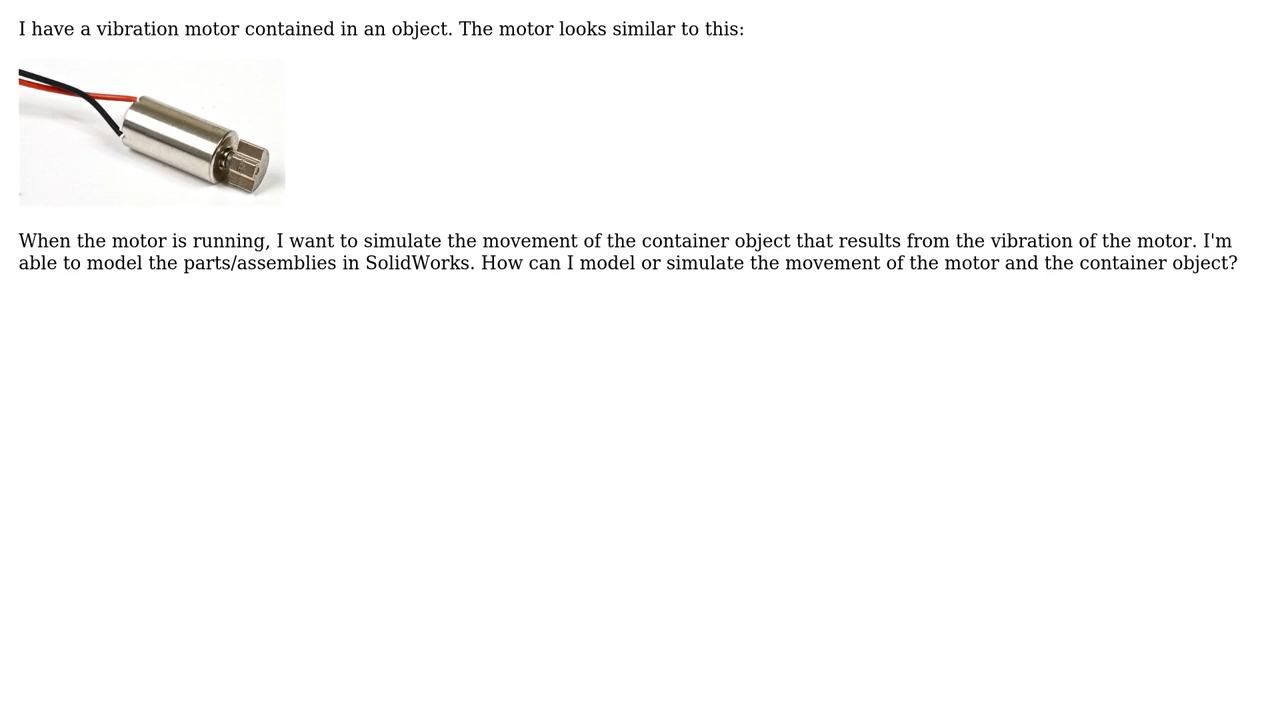 I have a vibration motor contained in an object. The motor looks similar to this:
When the motor is running, I want to simulate the movement of the container object that results from the vibration of the motor. I'm
able to model the parts/assemblies in SolidWorks. How can I model or simulate the movement of the motor and the container object?